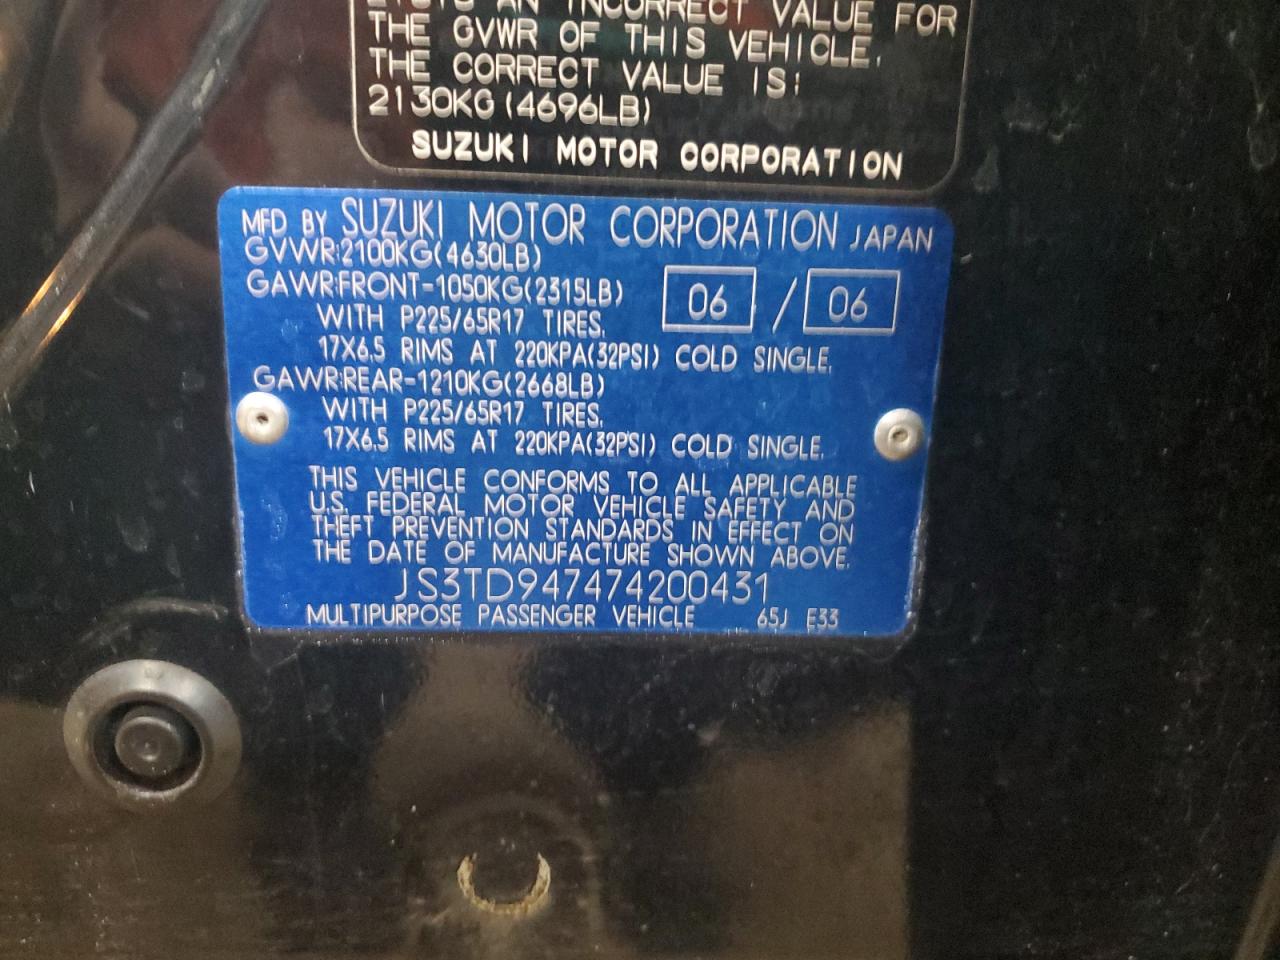 AN INCORRECT VALUE FOR
THE GVWR OF THIS VEHICLE.
THE CORRECT VALUE IS:
2130KG(4696LB)
SUZUKI MOTOR CORPORATION
MFD BY SUZUKI MOTOR CORPORATION JAPAN
GVWR:2100KG(4630LB)
GAWR:FRONT-1050KG(2315LB) 06 / 06
WITH P225/65R17 TIRES,
17X6.5 RIMS AT 220KPA(32PSI) COLD SINGLE.
GAWR:REAR-1210KG(2668LB)
WITH P225/65R17 TIRES,
17X6.5 RIMS AT 220KPA(32PSI) COLD SINGLE.
THIS VEHICLE CONFORMS TO ALL APPLICABLE
U.S. FEDERAL MOTOR VEHICLE SAFETY AND
THEFT PREVENTION STANDARDS IN EFFECT ON
THE DATE OF MANUFACTURE SHOWN ABOVE.
JS3TD947474200431
MULTIPURPOSE PASSENGER VEHICLE 65J E33